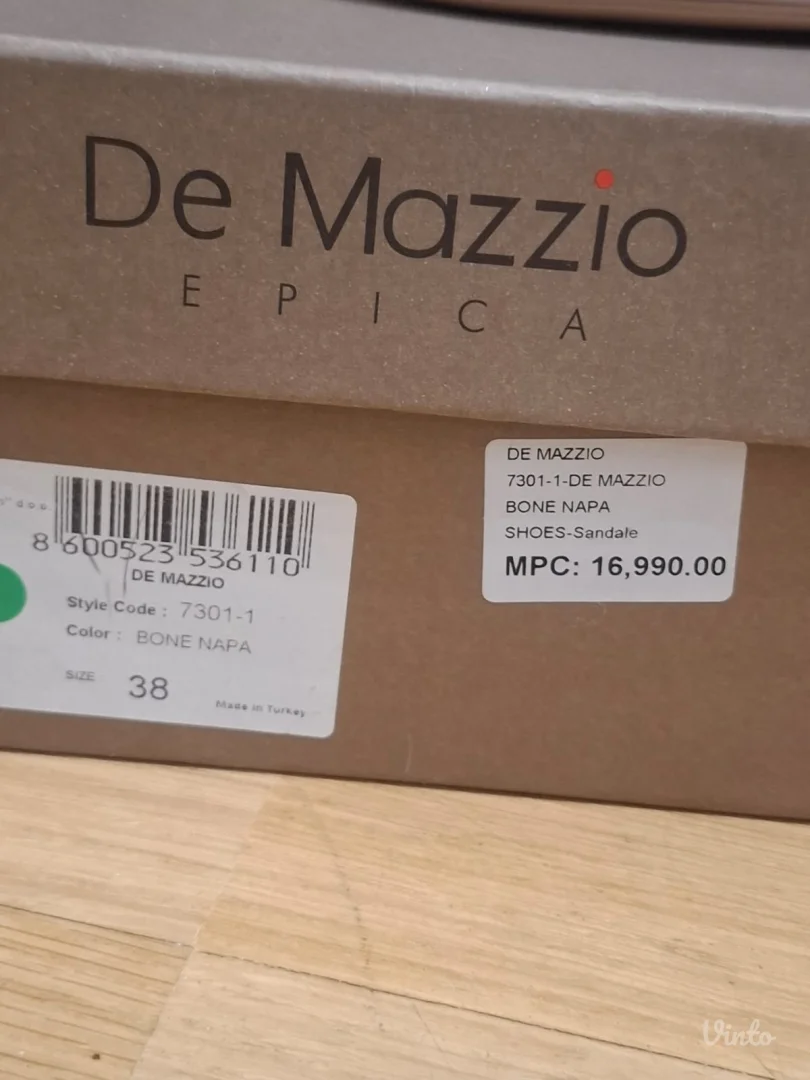 De Mazzio
EPICA
DE MAZZIO
7301-1-DE MAZZIO
BONE NAPA
SHOES-Sandale
MPC: 16,990.00
d.o.o.
8 600523 536110
DE MAZZIO
Style Code : 7301-1
Color : BONE NAPA
SIZE 38
Made in Turkey
Vinto